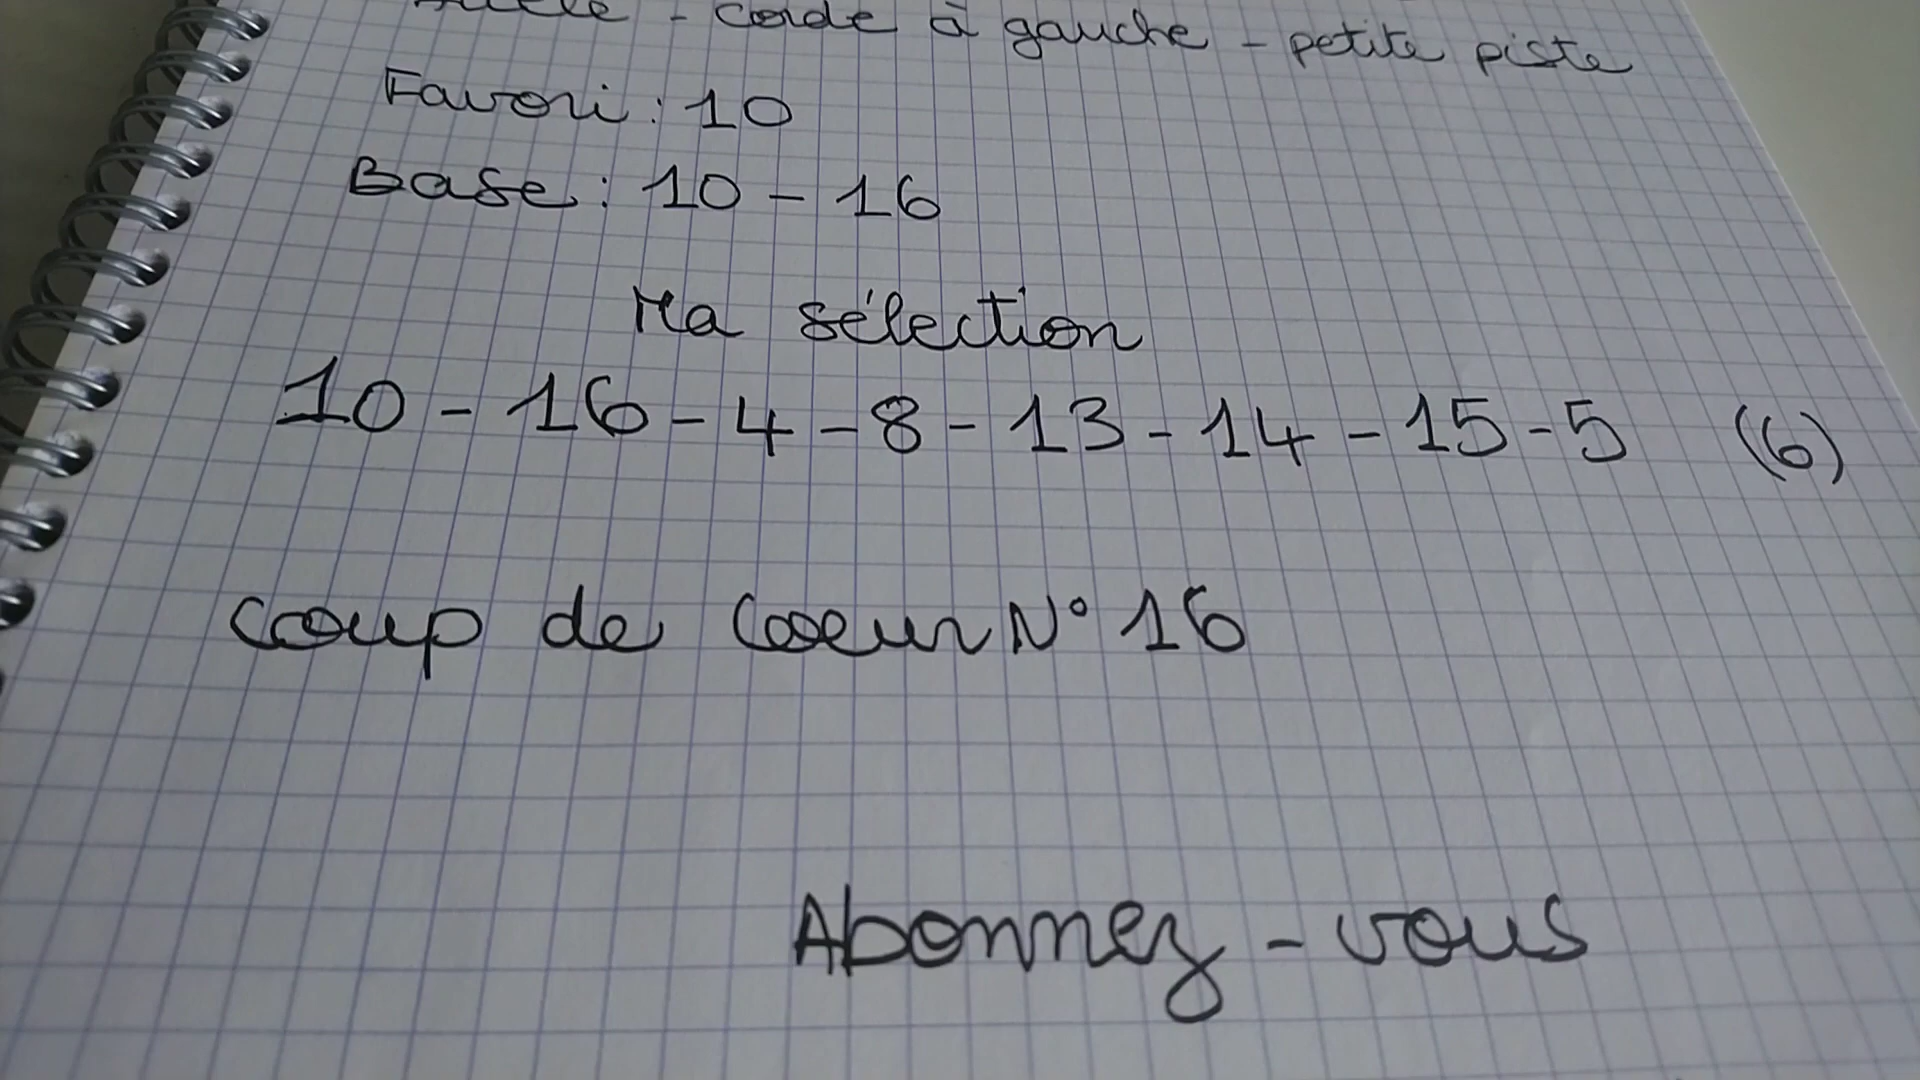 - corde à gauche - petite piste
Favori : 10
Base : 10 - 16
Ma sélection
10 - 16 - 4 - 8 - 13 - 14 - 15 - 5 (6)
coup de coeur N° 16
Abonnez - vous